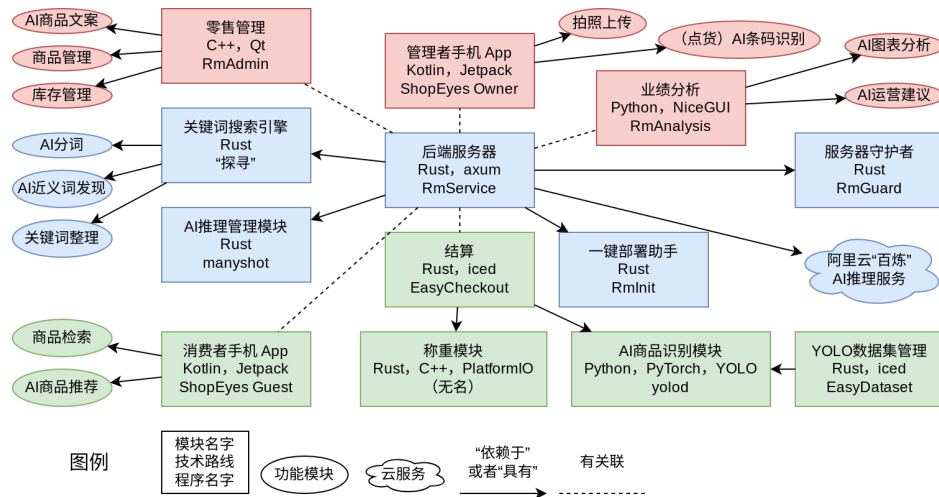 AI商品文案
商品管理
库存管理
零售管理
C++，Qt
RmAdmin
管理者手机 App
Kotlin，Jetpack
ShopEyes Owner
拍照上传
（点货）AI条码识别
业绩分析
Python，NiceGUI
RmAnalysis
AI图表分析
AI运营建议
AI分词
AI近义词发现
关键词整理
关键词搜索引擎
Rust
“探寻”
后端服务器
Rust，axum
RmService
服务器守护者
Rust
RmGuard
AI推理管理模块
Rust
manyshot
结算
Rust，iced
EasyCheckout
一键部署助手
Rust
RmInit
阿里云“百炼”
AI推理服务
商品检索
AI商品推荐
消费者手机 App
Kotlin，Jetpack
ShopEyes Guest
称重模块
Rust，C++，PlatformIO
（无名）
AI商品识别模块
Python，PyTorch，YOLO
yolod
YOLO数据集管理
Rust，iced
EasyDataset
图例
模块名字
技术路线
程序名字
功能模块
云服务
“依赖于”
或者“具有”
有关联